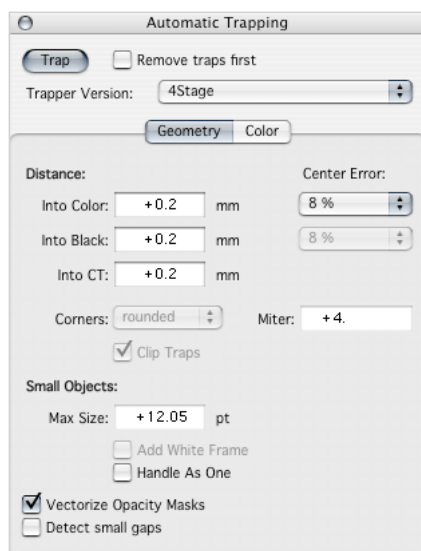 Automatic Trapping
Trap Remove traps first
Trapper Version: 4Stage
Geometry Color
Distance: Center Error:
Into Color: +0.2 mm 8 %
Into Black: +0.2 mm 8 %
Into CT: +0.2 mm
Corners: rounded Miter: +4.
Clip Traps
Small Objects:
Max Size: +12.05 pt
Add White Frame
Handle As One
Vectorize Opacity Masks
Detect small gaps